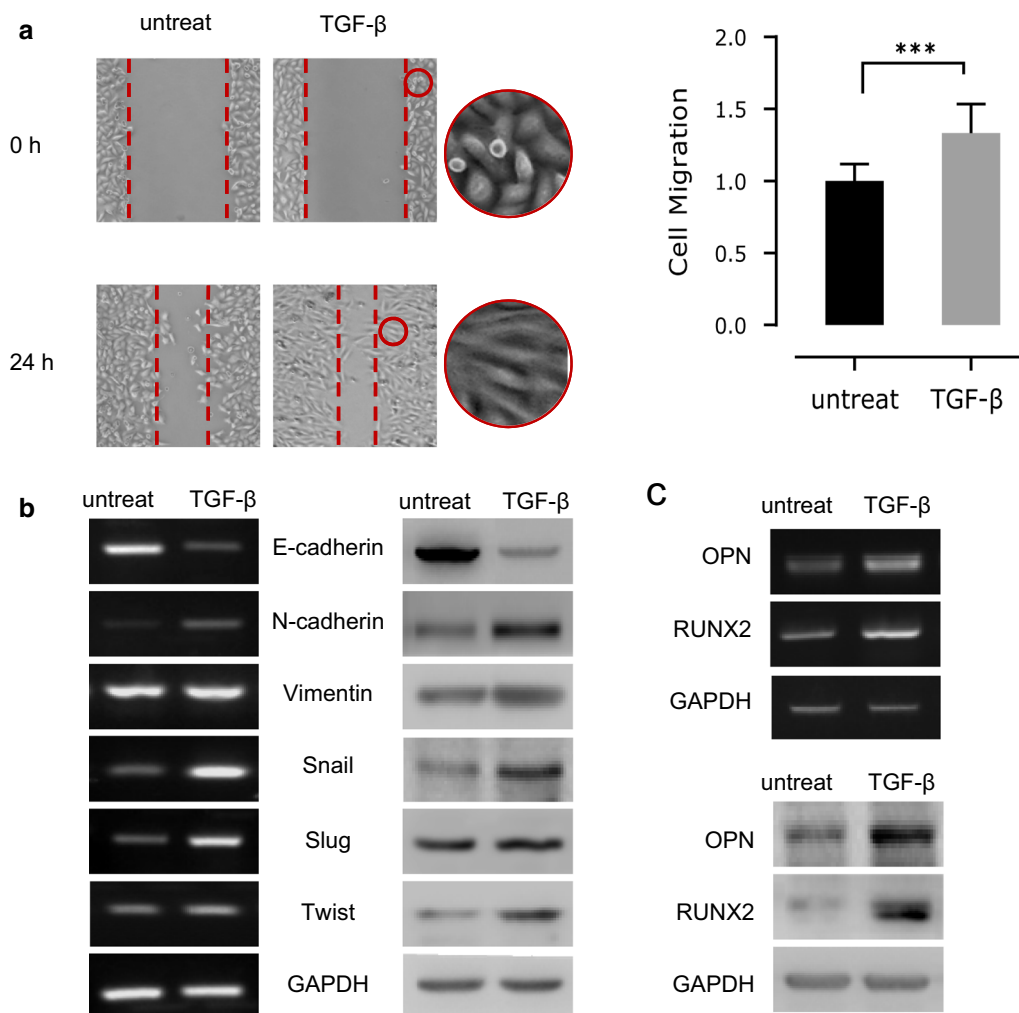 a
untreat TGF-β
0 h
24 h
***
Cell Migration
2.0
1.5
1.0
0.5
0.0
untreat TGF-β
b
untreat TGF-β untreat TGF-β
E-cadherin
N-cadherin
Vimentin
Snail
Slug
Twist
GAPDH
C
untreat TGF-β
OPN
RUNX2
GAPDH
untreat TGF-β
OPN
RUNX2
GAPDH